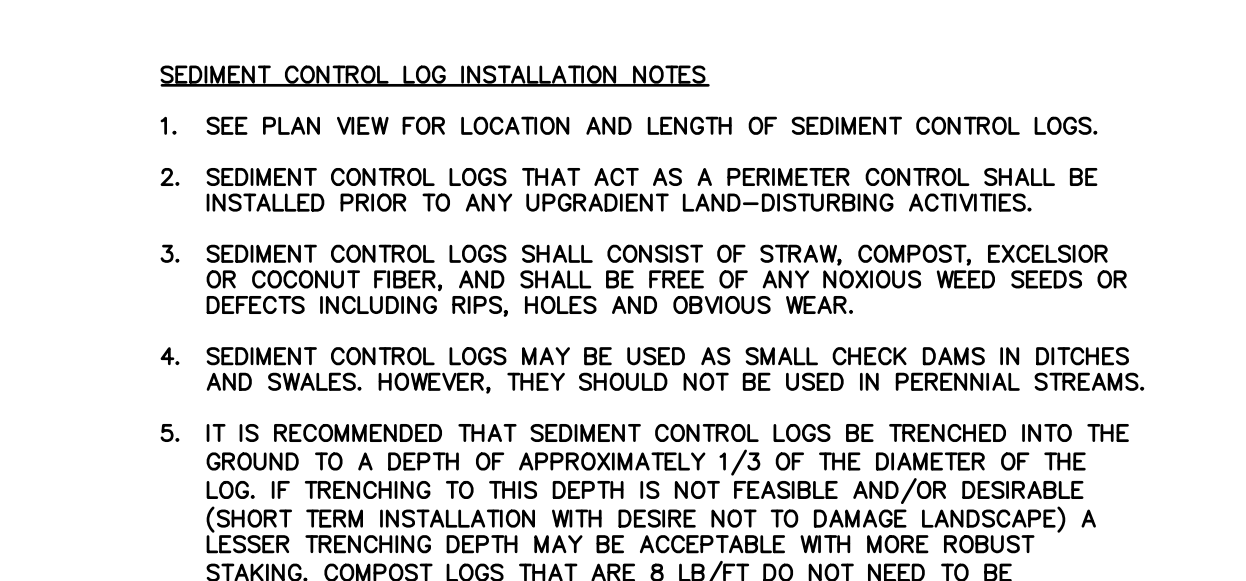 SEDIMENT CONTROL LOG INSTALLATION NOTES
1. SEE PLAN VIEW FOR LOCATION AND LENGTH OF SEDIMENT CONTROL LOGS.
2. SEDIMENT CONTROL LOGS THAT ACT AS A PERIMETER CONTROL SHALL BE
INSTALLED PRIOR TO ANY UPGRADIENT LAND-DISTURBING ACTIVITIES.
3. SEDIMENT CONTROL LOGS SHALL CONSIST OF STRAW, COMPOST, EXCELSIOR
OR COCONUT FIBER, AND SHALL BE FREE OF ANY NOXIOUS WEED SEEDS OR
DEFECTS INCLUDING RIPS, HOLES AND OBVIOUS WEAR.
4. SEDIMENT CONTROL LOGS MAY BE USED AS SMALL CHECK DAMS IN DITCHES
AND SWALES. HOWEVER, THEY SHOULD NOT BE USED IN PERENNIAL STREAMS.
5. IT IS RECOMMENDED THAT SEDIMENT CONTROL LOGS BE TRENCHED INTO THE
GROUND TO A DEPTH OF APPROXIMATELY 1/3 OF THE DIAMETER OF THE
LOG. IF TRENCHING TO THIS DEPTH IS NOT FEASIBLE AND/OR DESIRABLE
(SHORT TERM INSTALLATION WITH DESIRE NOT TO DAMAGE LANDSCAPE) A
LESSER TRENCHING DEPTH MAY BE ACCEPTABLE WITH MORE ROBUST
STAKING. COMPOST LOGS THAT ARE 8 LB/FT DO NOT NEED TO BE